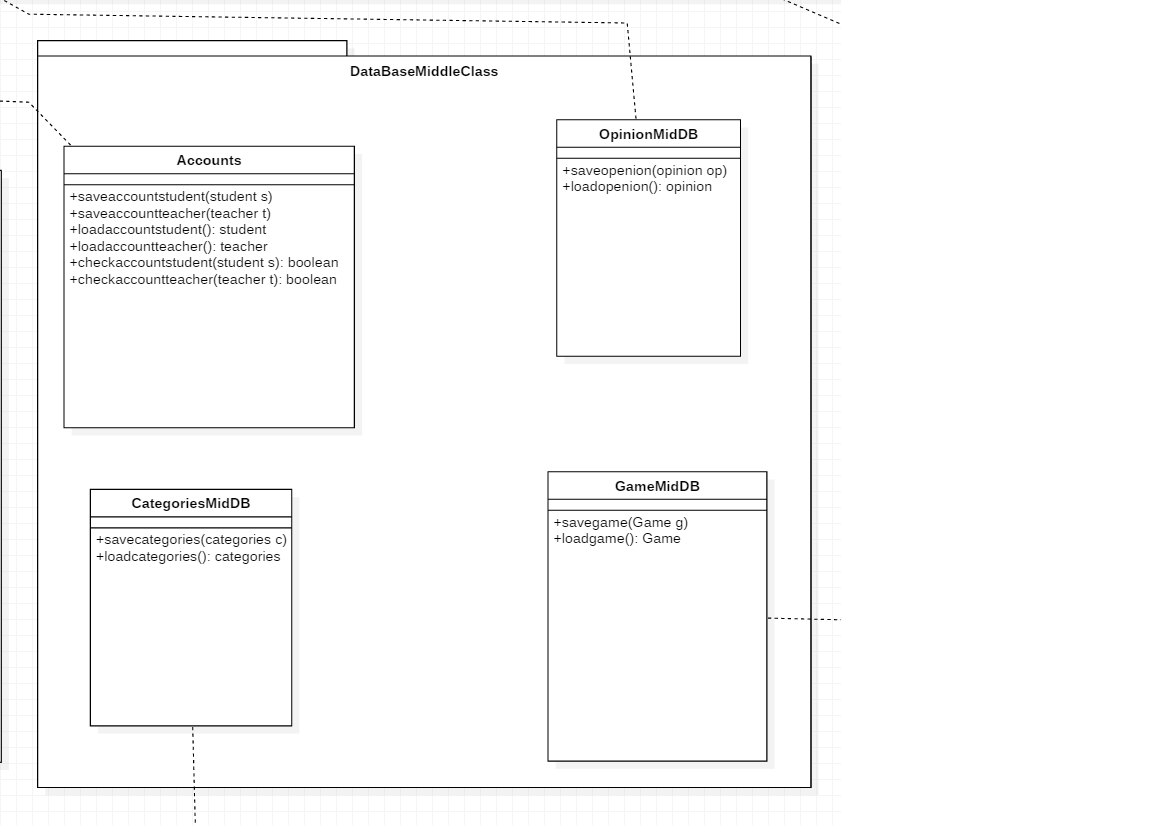 DataBaseMiddleClass
Accounts
+saveaccountstudent(student s)
+saveaccountteacher(teacher t)
+loadaccountstudent(): student
+loadaccountteacher(): teacher
+checkaccountstudent(student s): boolean
+checkaccountteacher(teacher t): boolean
OpinionMidDB
+saveopenion(opinion op)
+loadopenion(): opinion
CategoriesMidDB
+savecategories(categories c)
+loadcategories(): categories
GameMidDB
+savegame(Game g)
+loadgame(): Game